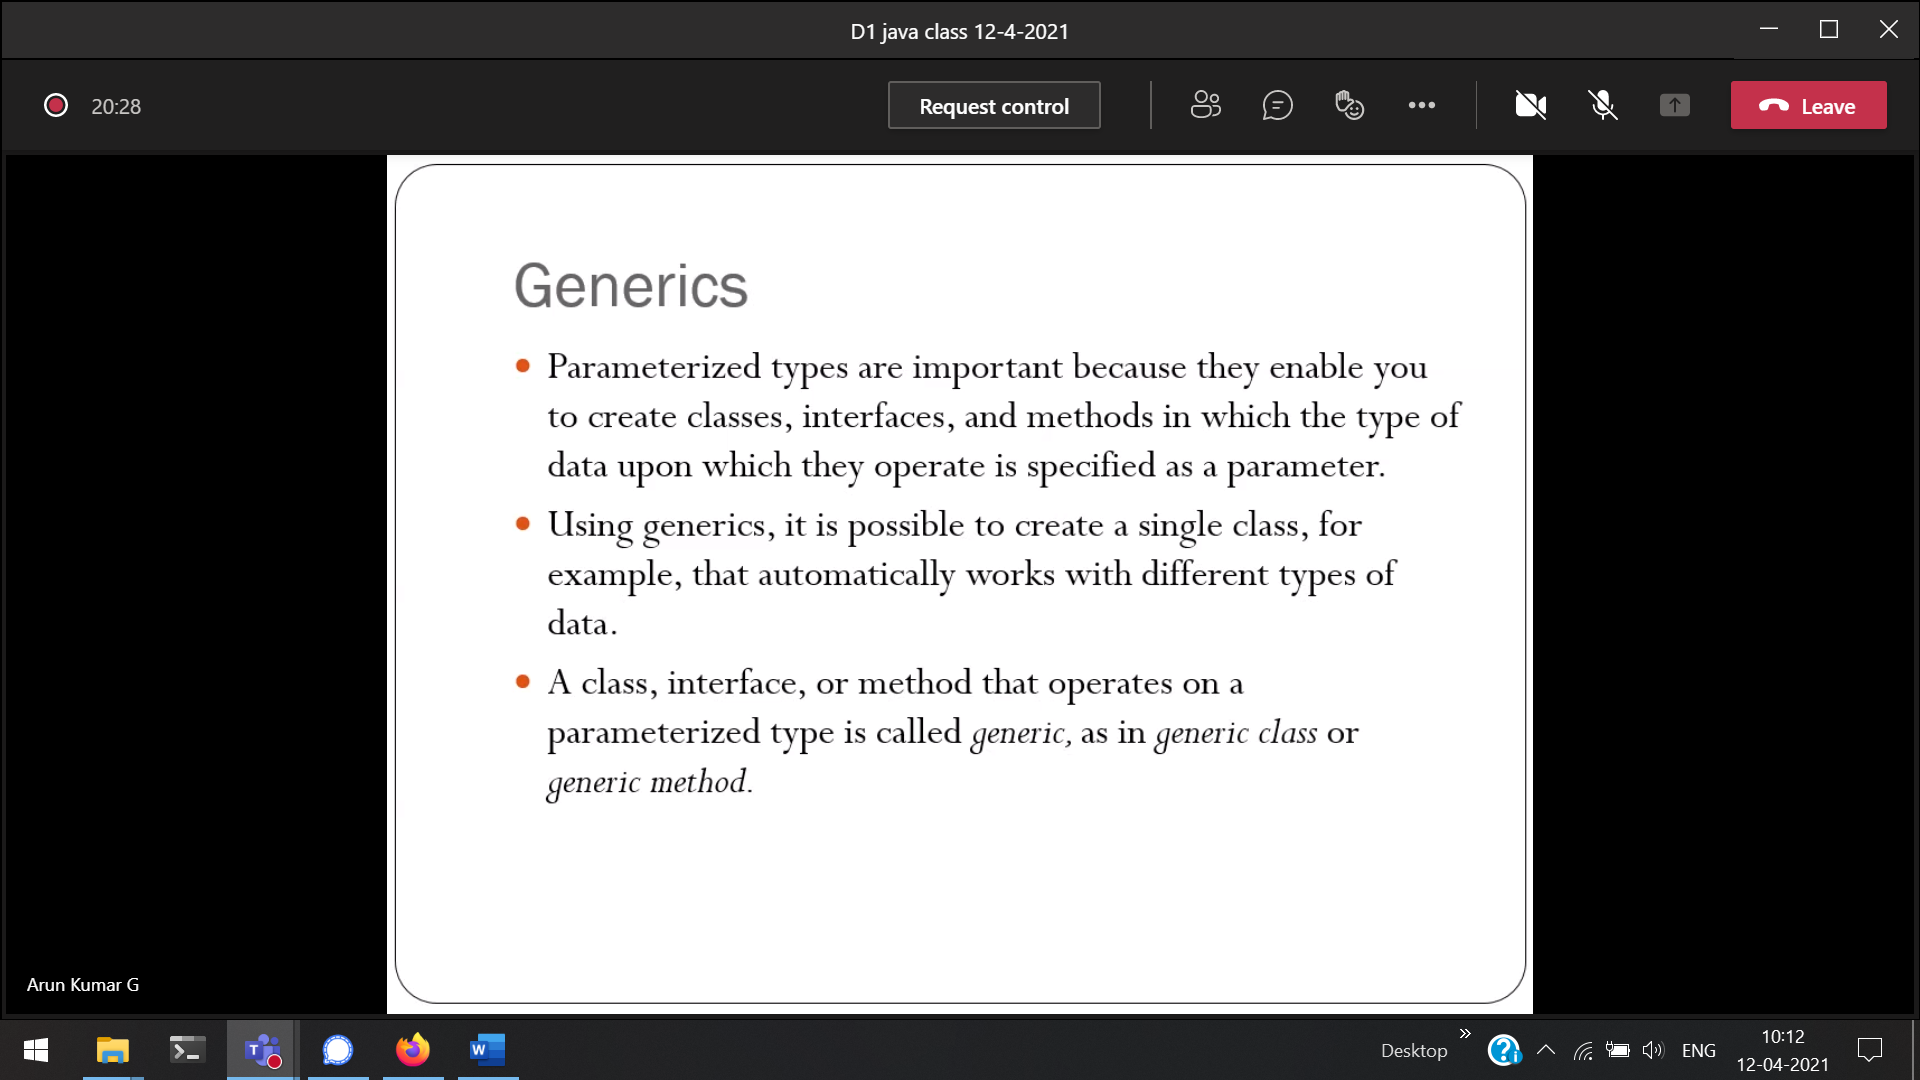 D1 java class 12-4-2021
20:28
Request control
Leave
Generics
Parameterized types are important because they enable you
to create classes, interfaces, and methods in which the type of
data upon which they operate is specified as a parameter.
Using generics, it is possible to create a single class, for
example, that automatically works with different types of
data.
A class, interface, or method that operates on a
parameterized type is called generic, as in generic class or
generic method.
Arun Kumar G
Desktop
ENG
10:12
12-04-2021